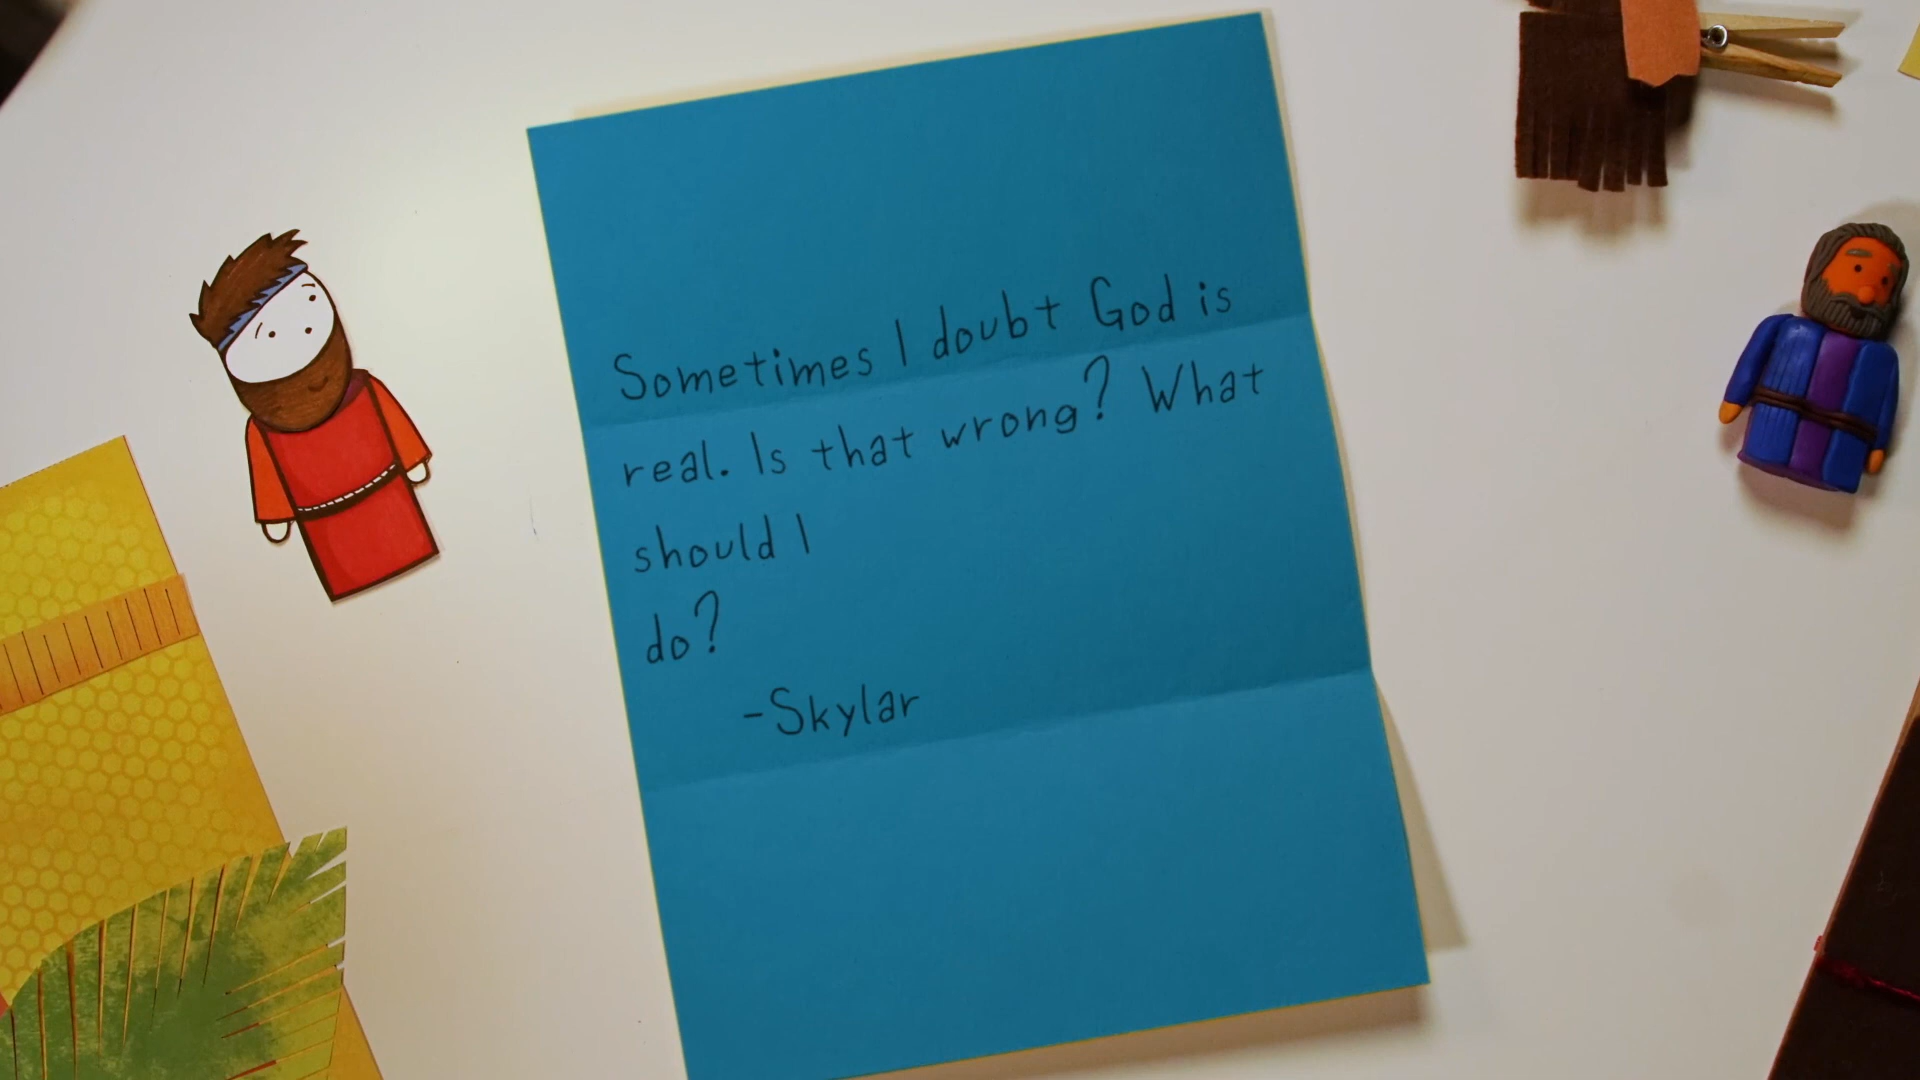 Sometimes I doubt God is
real. Is that wrong? What
should I
do?
-Skylar